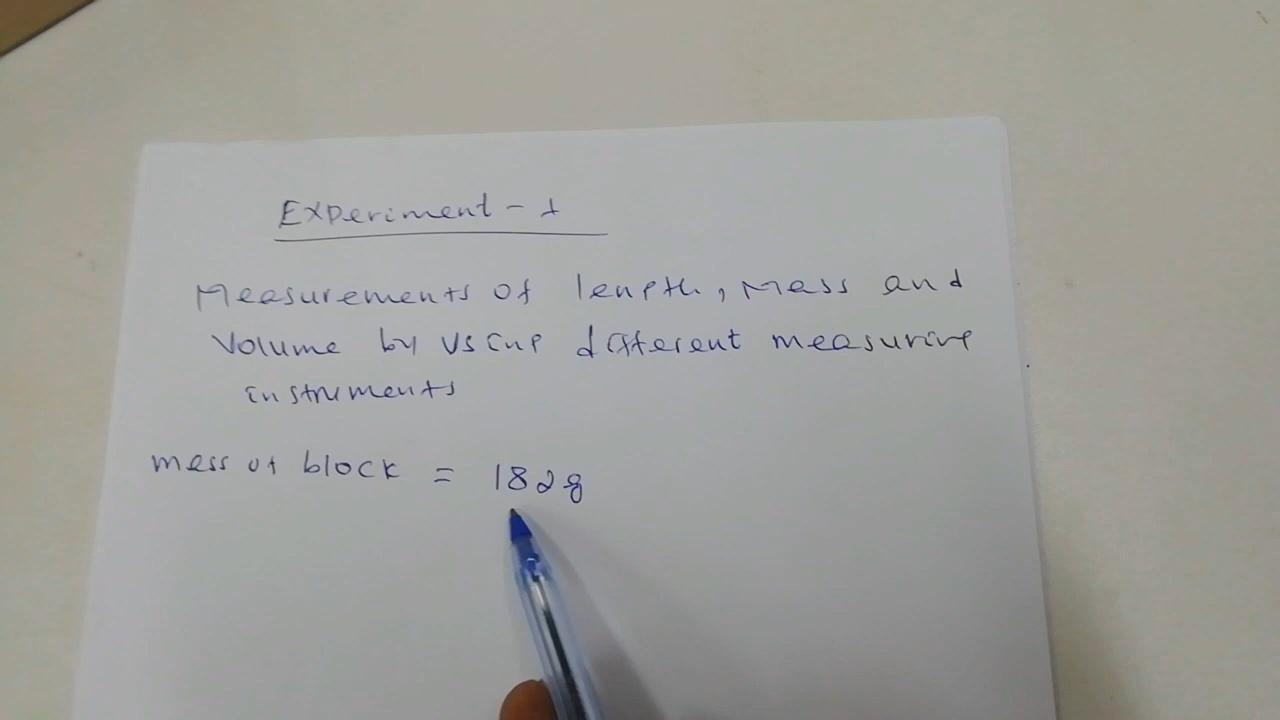 Experiment - 1
Measurements of length, Mass and
Volume by using different measuring
instruments
mass of block = 182g